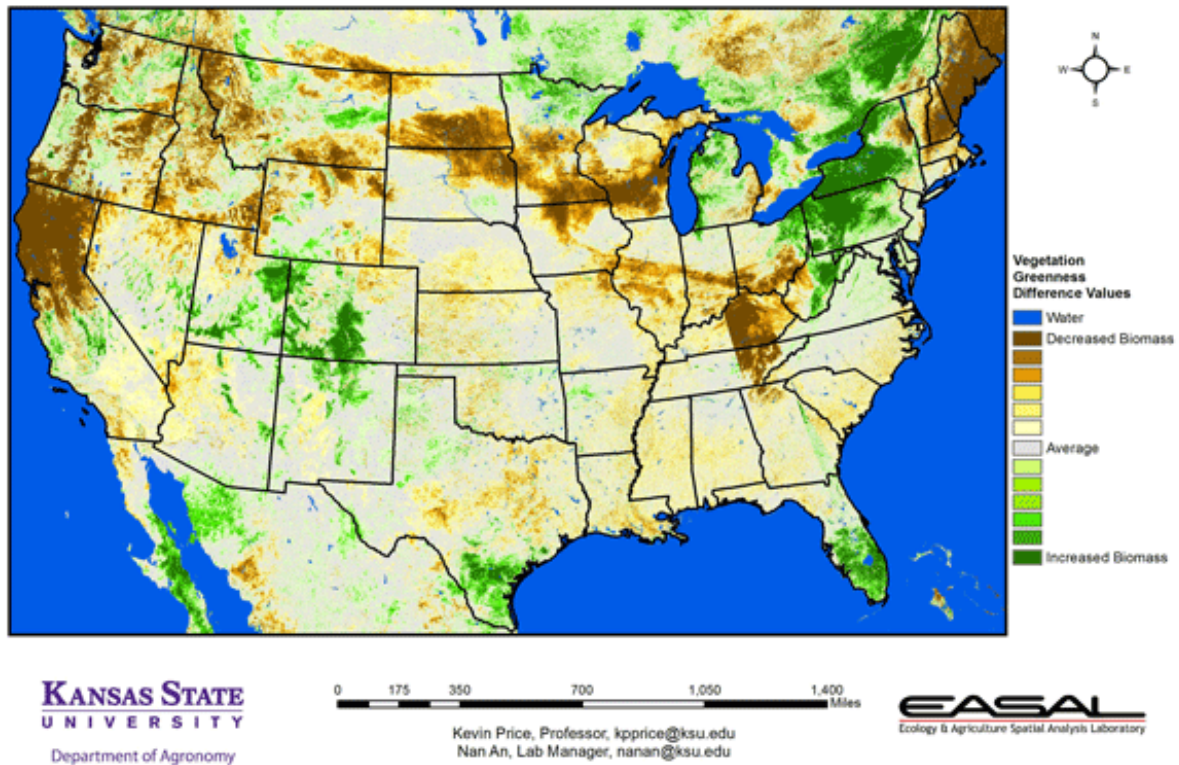 N
W E
S
Vegetation
Greenness
Difference Values
Water
Decreased Biomass
Average
Increased Biomass
KANSAS STATE
UNIVERSITY
Department of Agronomy
0 175 350 700 1,050 1,400
Miles
Kevin Price, Professor, kpprice@ksu.edu
Nan An, Lab Manager, nanan@ksu.edu
EASAL
Ecology & Agriculture Spatial Analysis Laboratory